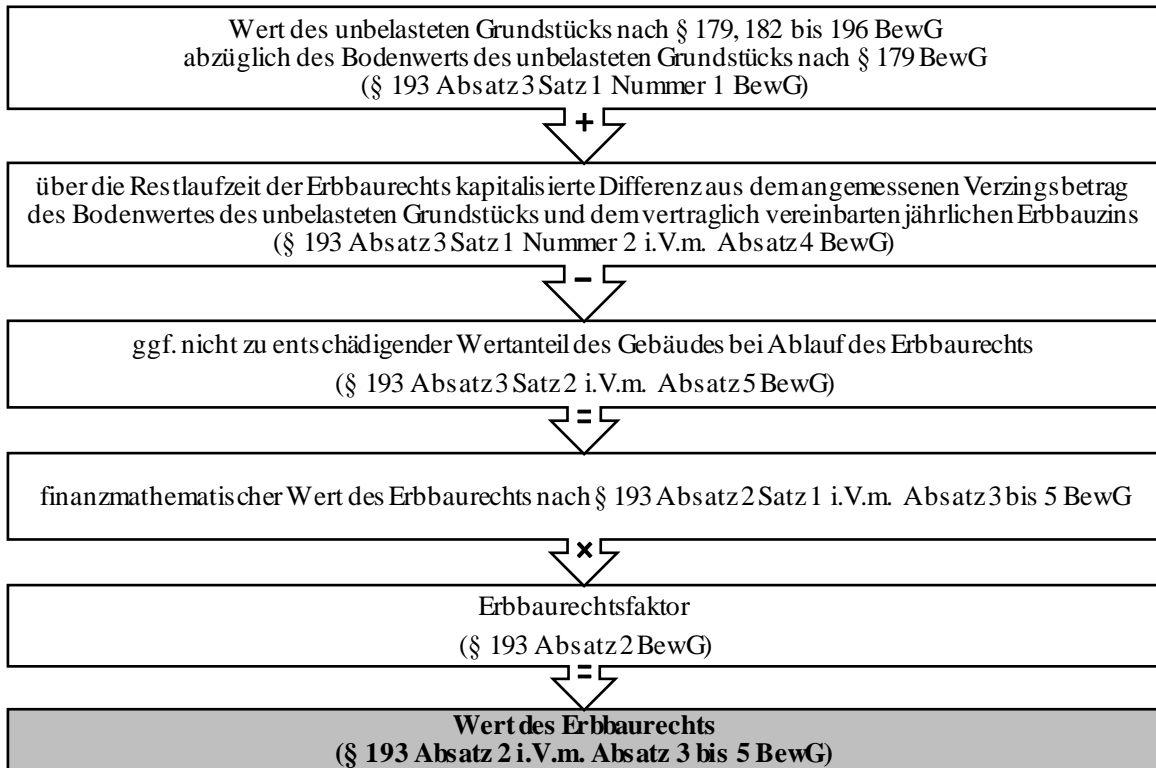 Wert des unbelasteten Grundstücks nach § 179, 182 bis 196 BewG
abzüglich des Bodenwerts des unbelasteten Grundstücks nach § 179 BewG
(§ 193 Absatz 3 Satz 1 Nummer 1 BewG)
+
über die Restlaufzeit der Erbbaurechts kapitalisierte Differenz aus dem angemessenen Verzingsbetrag
des Bodenwertes des unbelasteten Grundstücks und dem vertraglich vereinbarten jährlichen Erbbauzins
(§ 193 Absatz 3 Satz 1 Nummer 2 i.V.m. Absatz 4 BewG)
−
ggf. nicht zu entschädigender Wertanteil des Gebäudes bei Ablauf des Erbbaurechts
(§ 193 Absatz 3 Satz 2 i.V.m. Absatz 5 BewG)
=
finanzmathematischer Wert des Erbbaurechts nach § 193 Absatz 2 Satz 1 i.V.m. Absatz 3 bis 5 BewG
×
Erbbaurechtsfaktor
(§ 193 Absatz 2 BewG)
=
Wert des Erbbaurechts
(§ 193 Absatz 2 i.V.m. Absatz 3 bis 5 BewG)